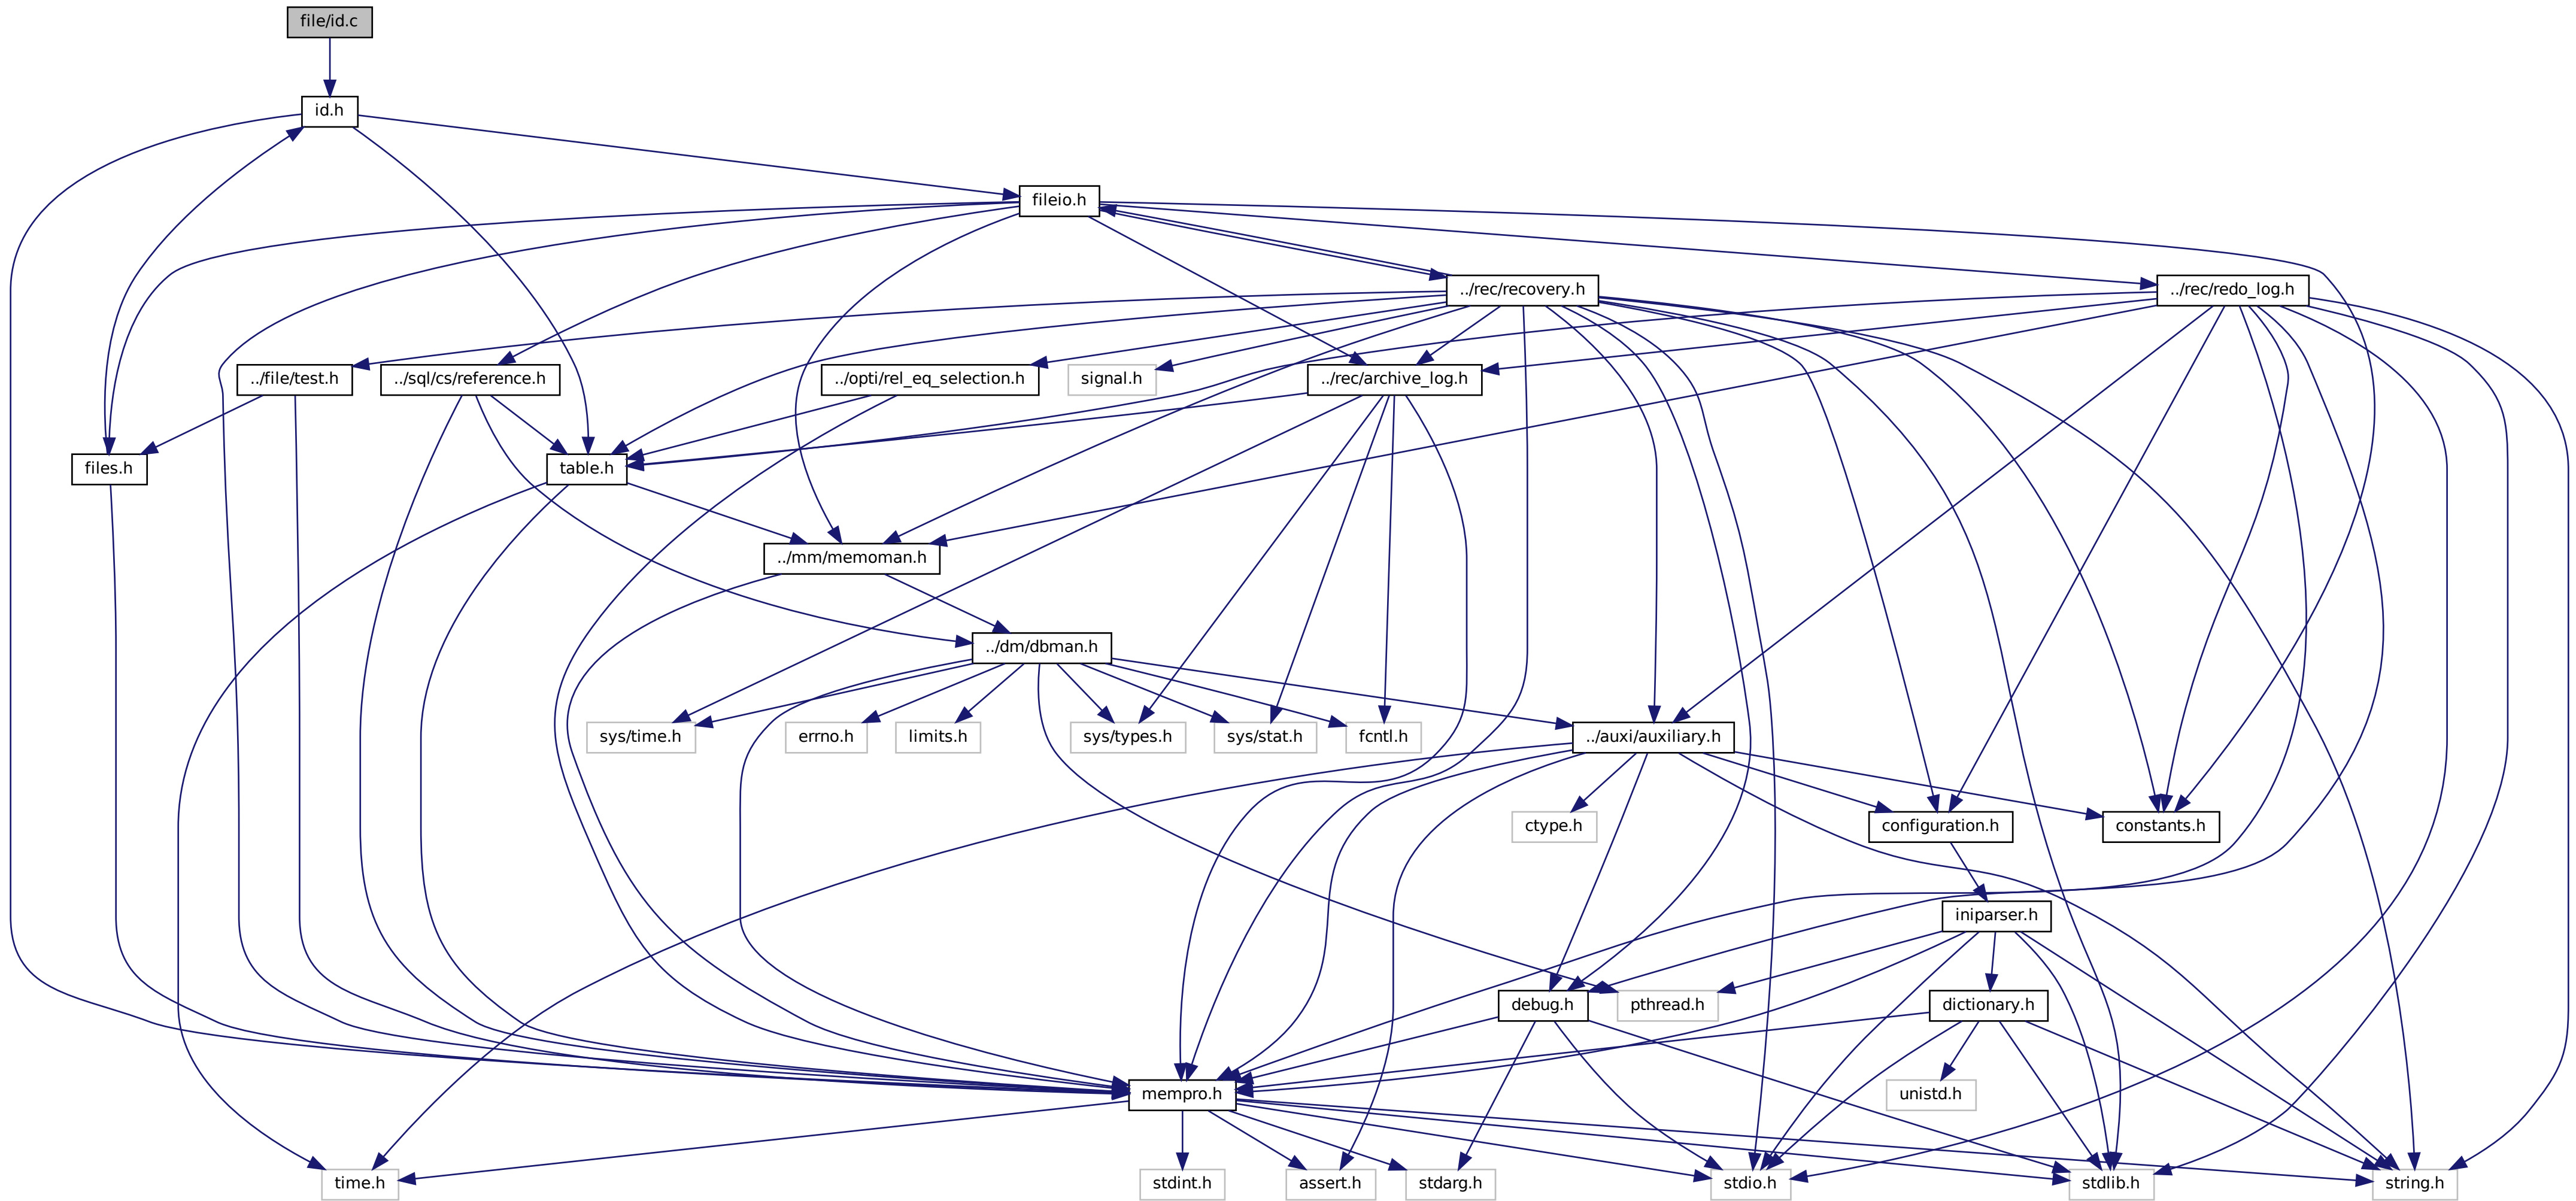 file/id.c
id.h
fileio.h
../rec/recovery.h
../rec/redo_log.h
../file/test.h
../sql/cs/reference.h
../opti/rel_eq_selection.h
signal.h
../rec/archive_log.h
files.h
table.h
../mm/memoman.h
../dm/dbman.h
sys/time.h
errno.h
limits.h
sys/types.h
sys/stat.h
fcntl.h
../auxi/auxiliary.h
ctype.h
configuration.h
constants.h
iniparser.h
debug.h
pthread.h
dictionary.h
mempro.h
unistd.h
time.h
stdint.h
assert.h
stdarg.h
stdio.h
stdlib.h
string.h